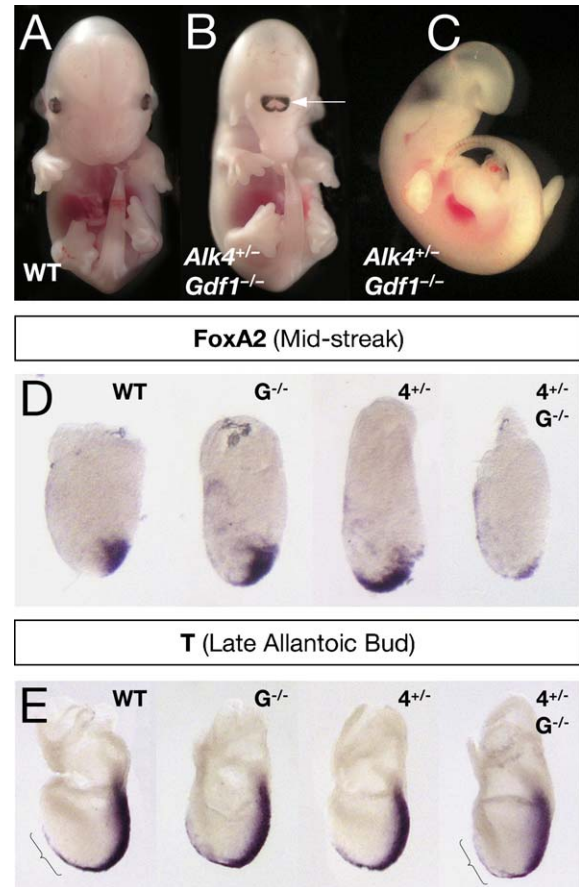 A B C
WT Alk4+/– Alk4+/–
Gdf1–/– Gdf1–/–
FoxA2 (Mid-streak)
D WT G-/- 4+/- 4+/-
G-/-
T (Late Allantoic Bud)
E WT G-/- 4+/- 4+/-
G-/-